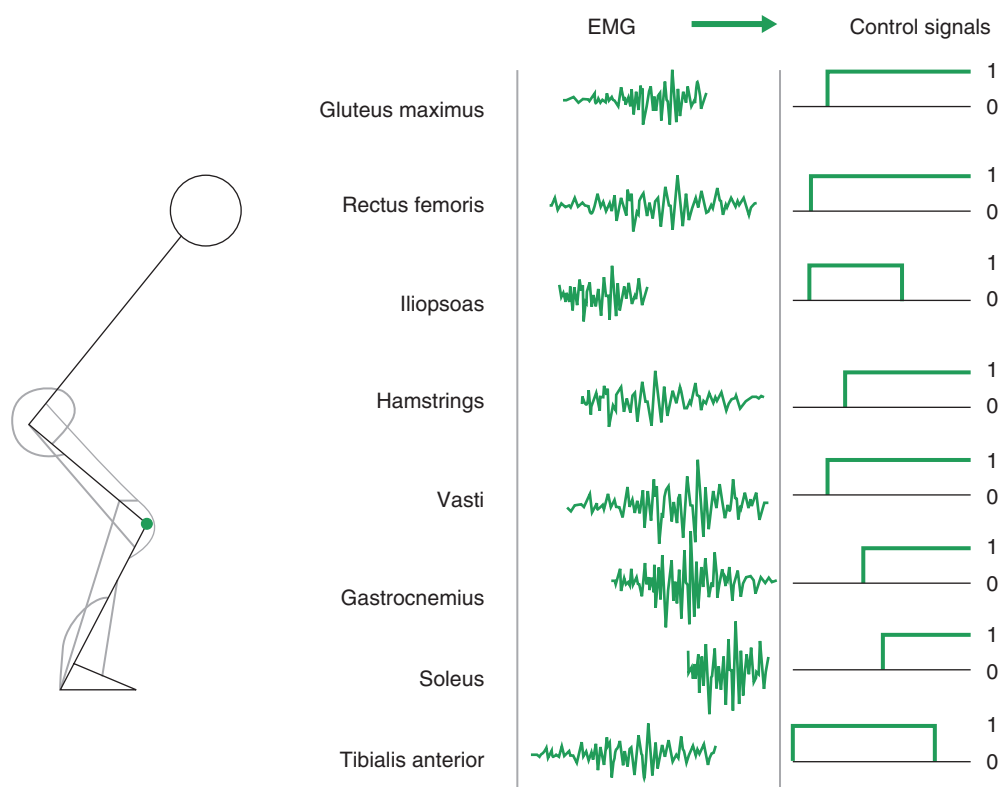 EMG Control signals
Gluteus maximus 1
0
Rectus femoris 1
0
Iliopsoas 1
0
Hamstrings 1
0
Vasti 1
0
Gastrocnemius 1
0
Soleus 1
0
Tibialis anterior 1
0